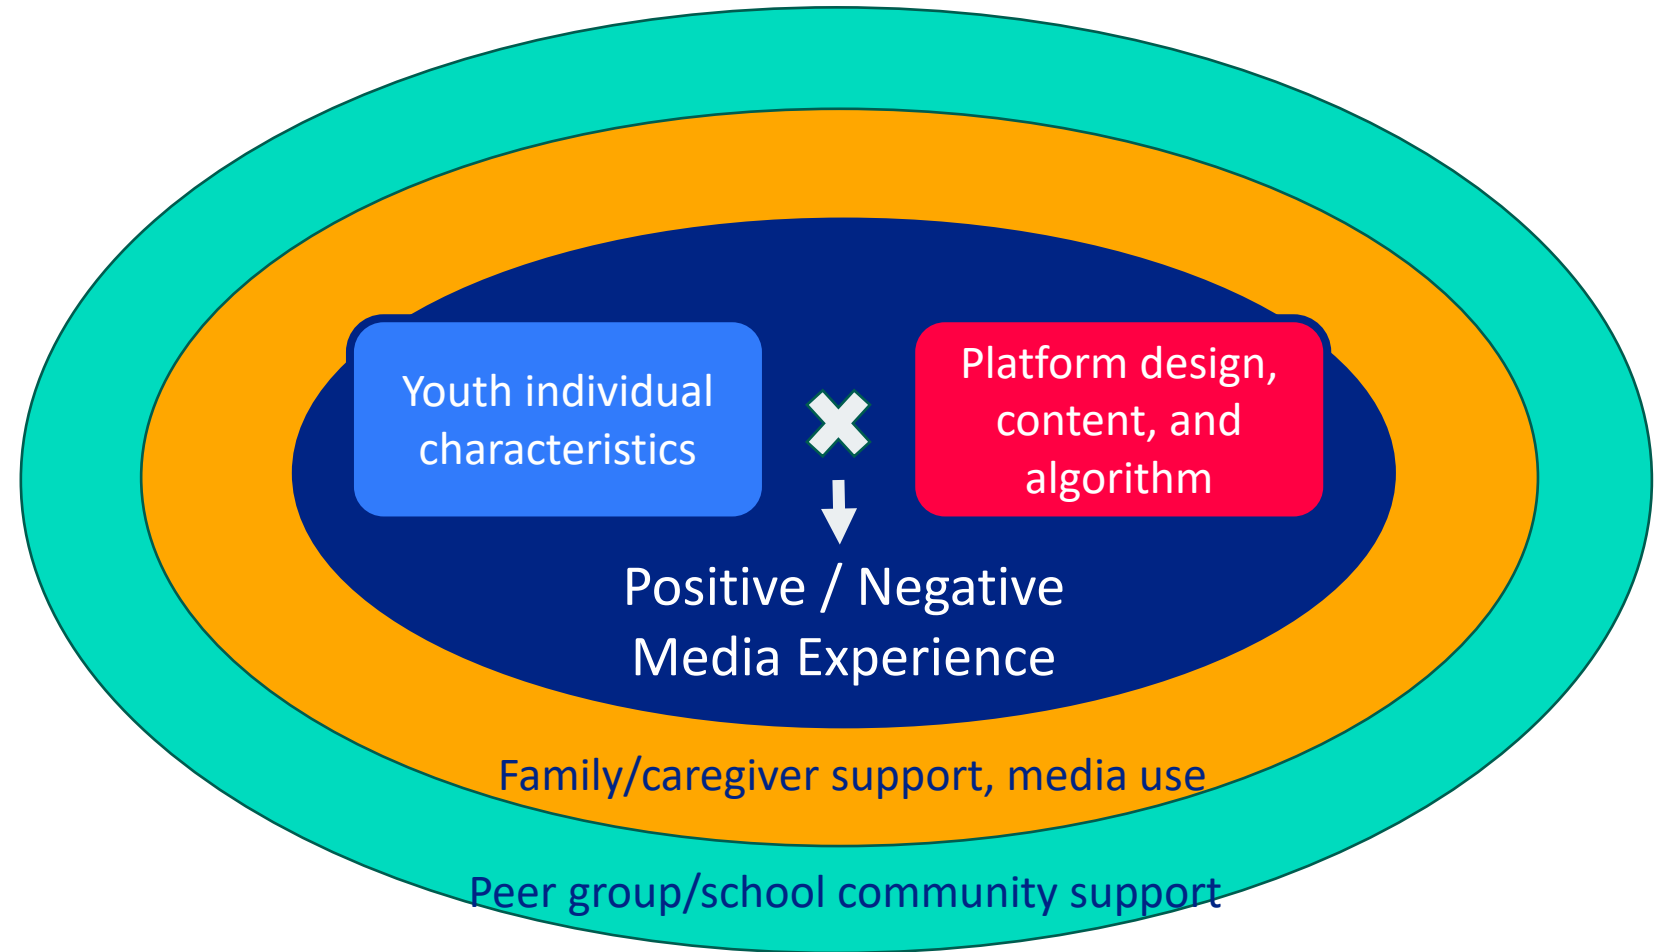 Youth individual
characteristics
Platform design,
content, and
algorithm
Positive / Negative
Media Experience
Family/caregiver support, media use
Peer group/school community support